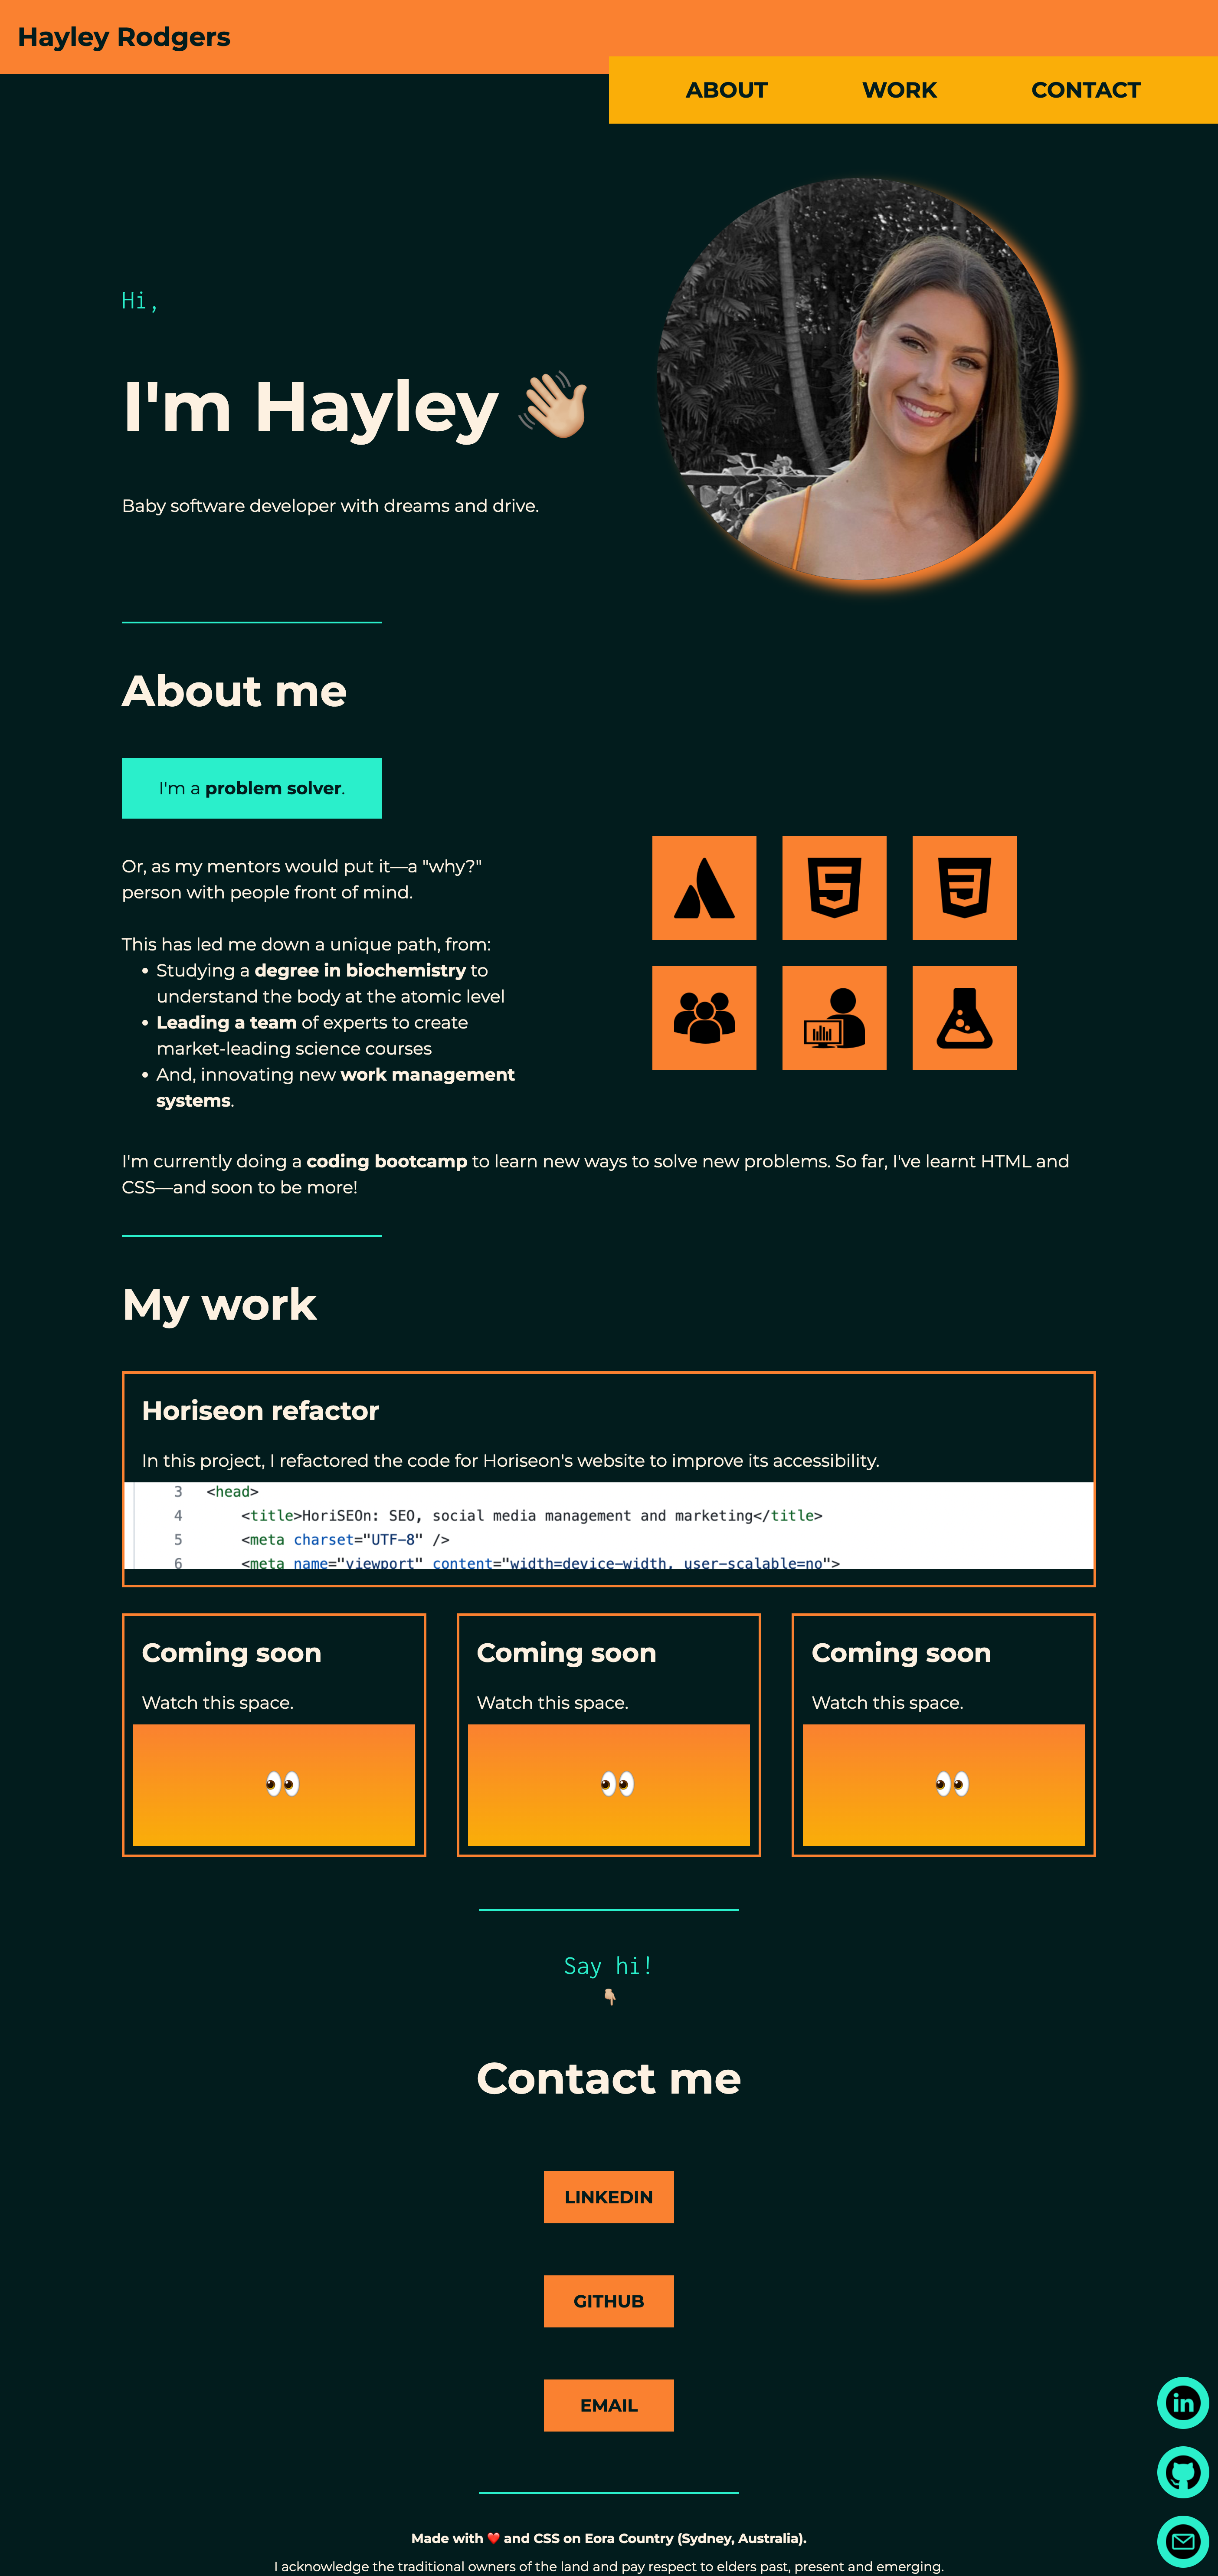 Hayley Rodgers
ABOUT WORK CONTACT
Hi,
I'm Hayley 👋🏼
Baby software developer with dreams and drive.
About me
I'm a problem solver.
Or, as my mentors would put it—a "why?"
person with people front of mind.
This has led me down a unique path, from:
• Studying a degree in biochemistry to
understand the body at the atomic level
• Leading a team of experts to create
market-leading science courses
• And, innovating new work management
systems.
I'm currently doing a coding bootcamp to learn new ways to solve new problems. So far, I've learnt HTML and
CSS—and soon to be more!
My work
Horiseon refactor
In this project, I refactored the code for Horiseon's website to improve its accessibility.
3 <head>
4 <title>HoriSEOn: SEO, social media management and marketing</title>
5 <meta charset="UTF-8" />
6 <meta name="viewport" content="width=device-width, user-scalable=no">
Coming soon
Watch this space.
👀
Coming soon
Watch this space.
👀
Coming soon
Watch this space.
👀
Say hi!
👇🏼
Contact me
LINKEDIN
GITHUB
EMAIL
in
Made with ❤️ and CSS on Eora Country (Sydney, Australia).
I acknowledge the traditional owners of the land and pay respect to elders past, present and emerging.